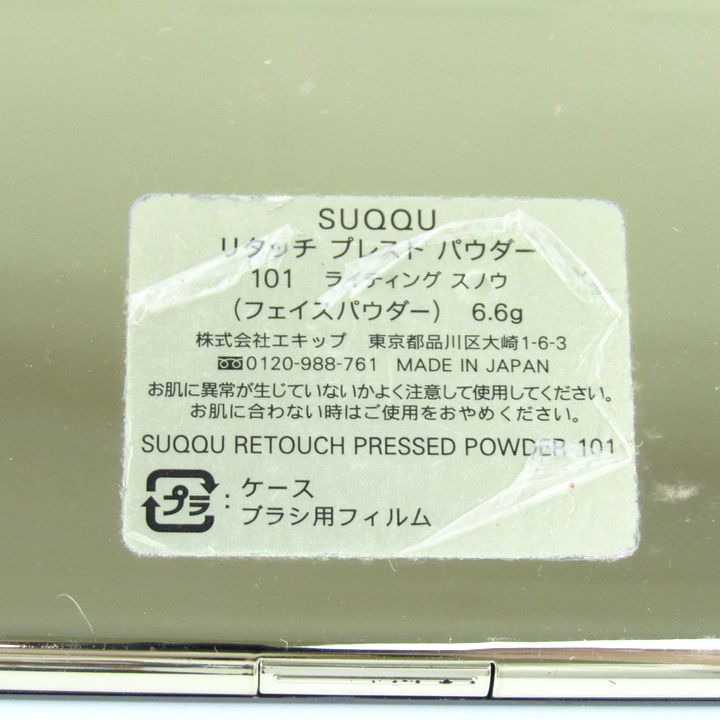 SUQQU
リタッチ プレスト パウダー
101 ライティング スノウ
（フェイスパウダー） 6.6g
株式会社エキップ 東京都品川区大崎1-6-3
0120-988-761 MADE IN JAPAN
お肌に異常が生じていないかよく注意して使用してください。
お肌に合わない時はご使用をおやめください。
SUQQU RETOUCH PRESSED POWDER 101
プラ : ケース
ブラシ用フィルム